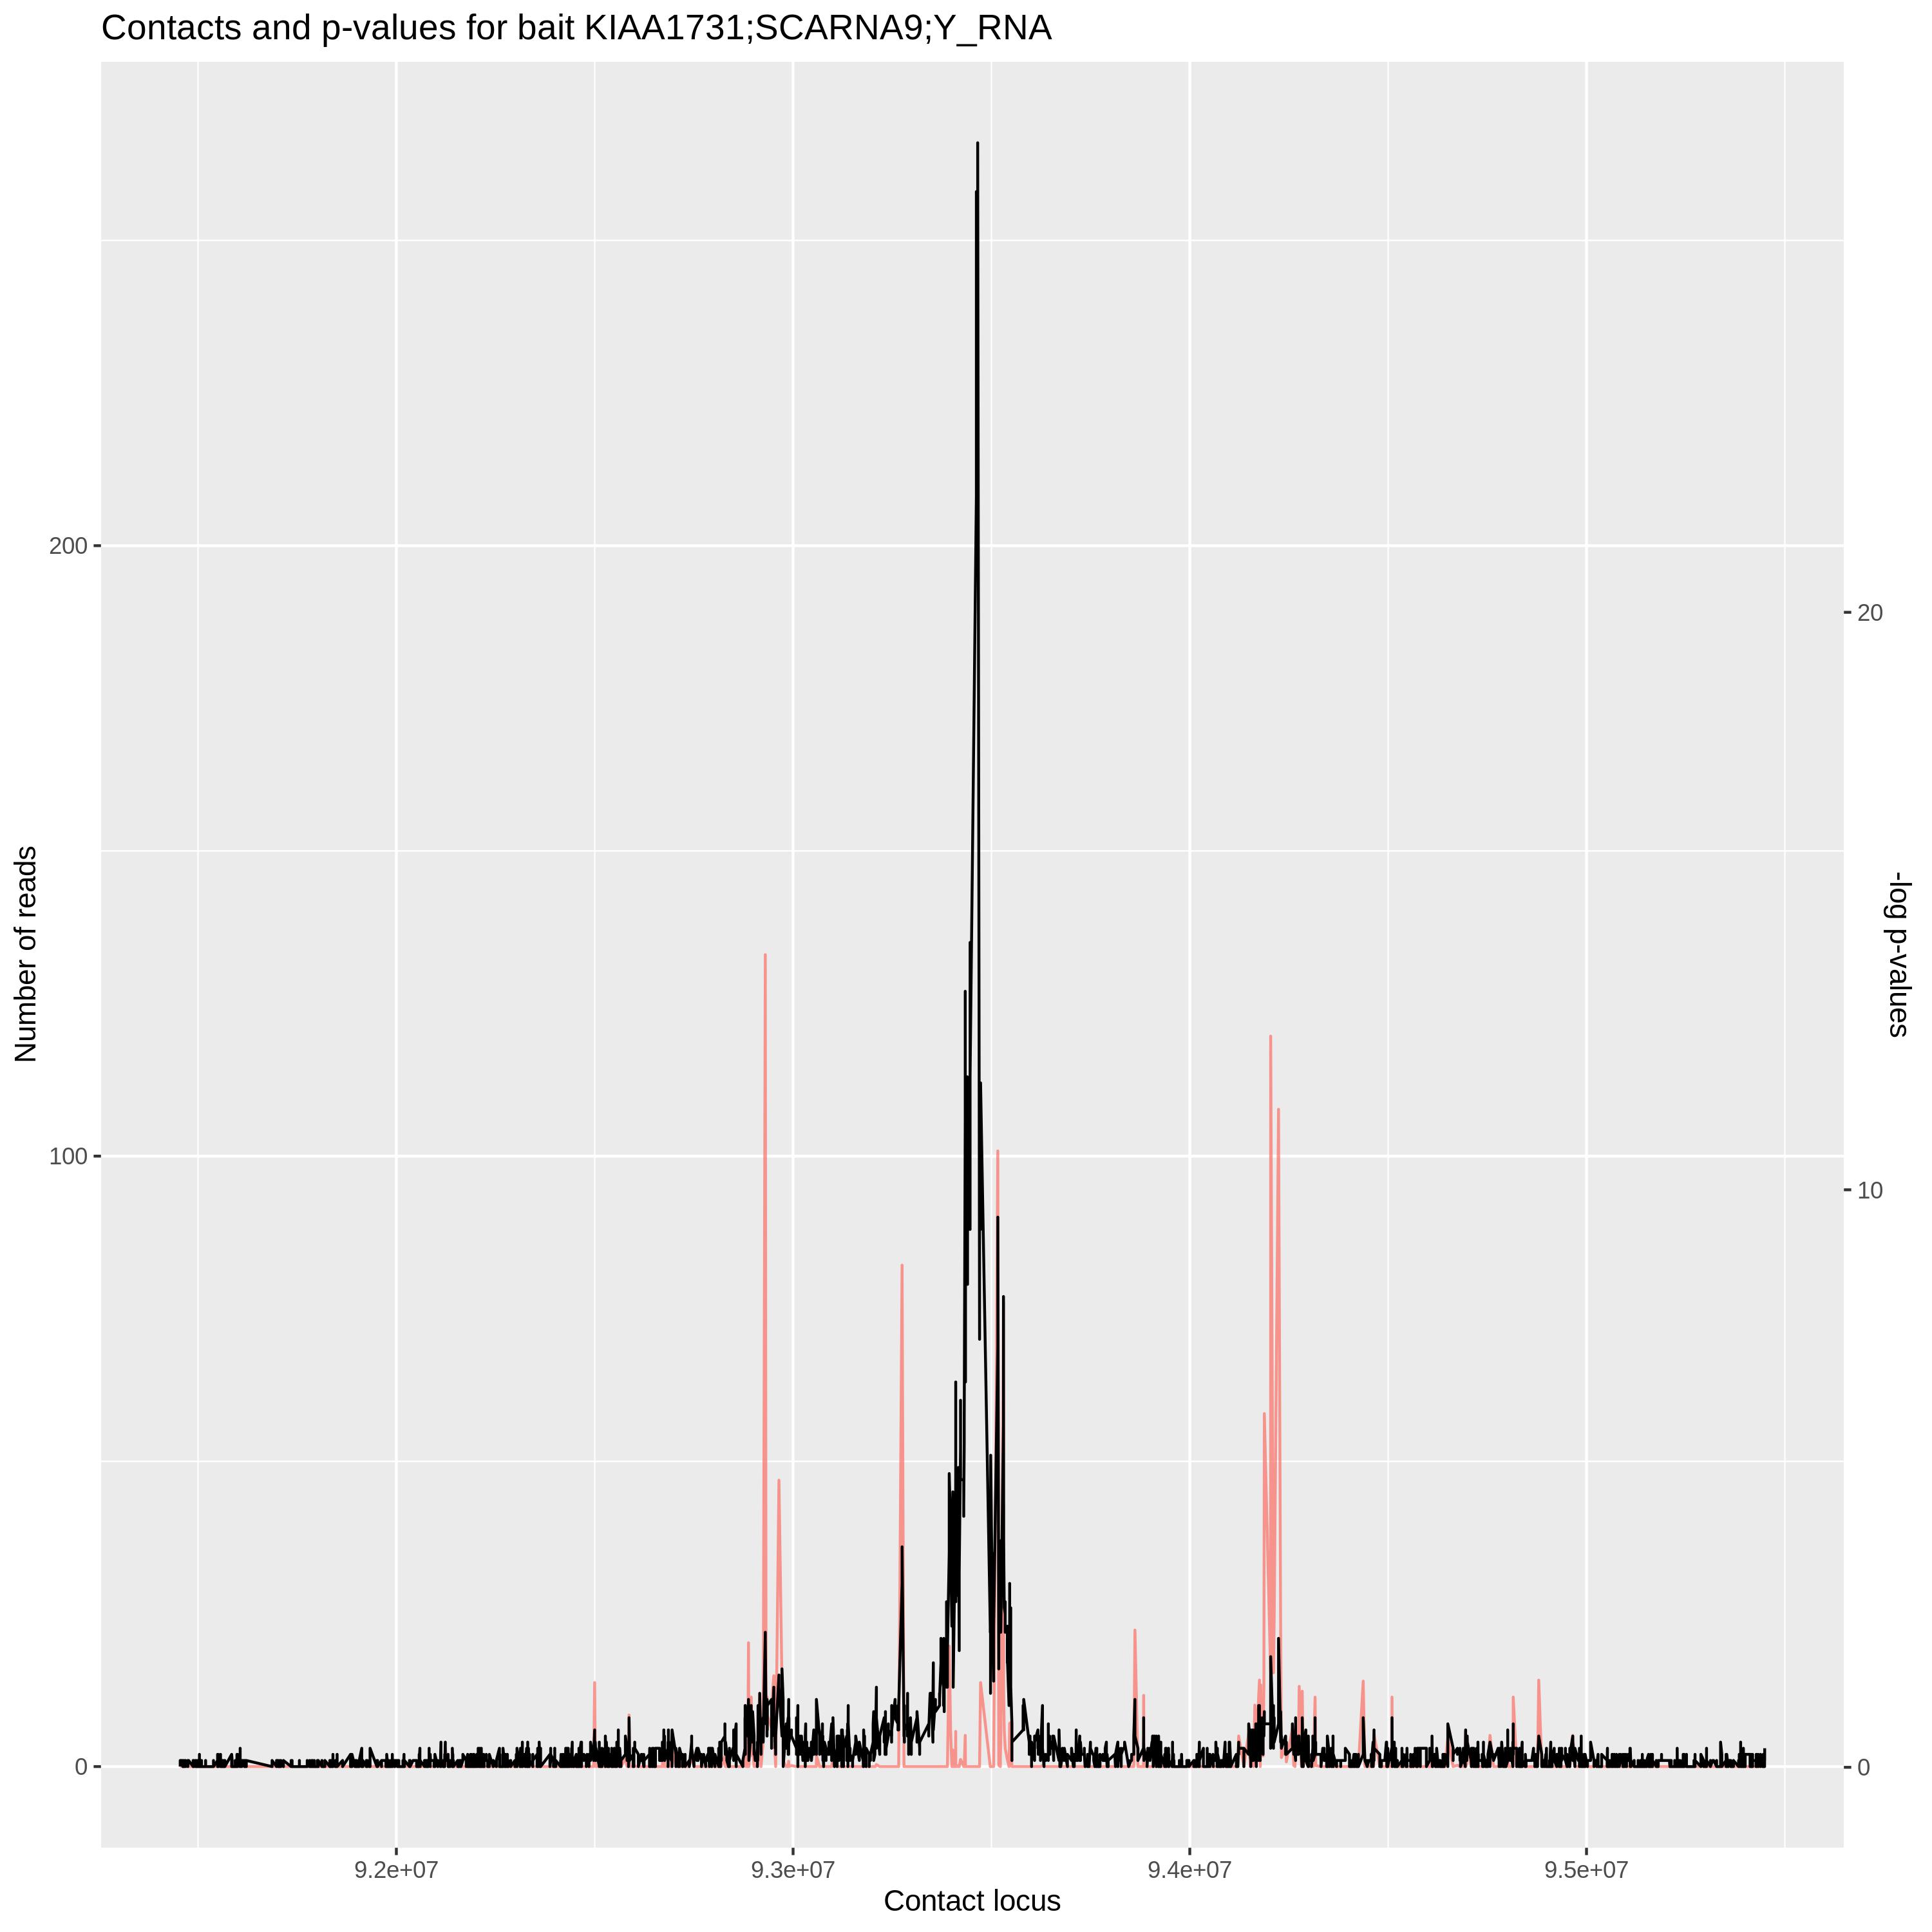 Contacts and p-values for bait KIAA1731;SCARNA9;Y_RNA
200
100
0
Number of reads
20
10
0
-log p-values
9.2e+07
9.3e+07
9.4e+07
9.5e+07
Contact locus